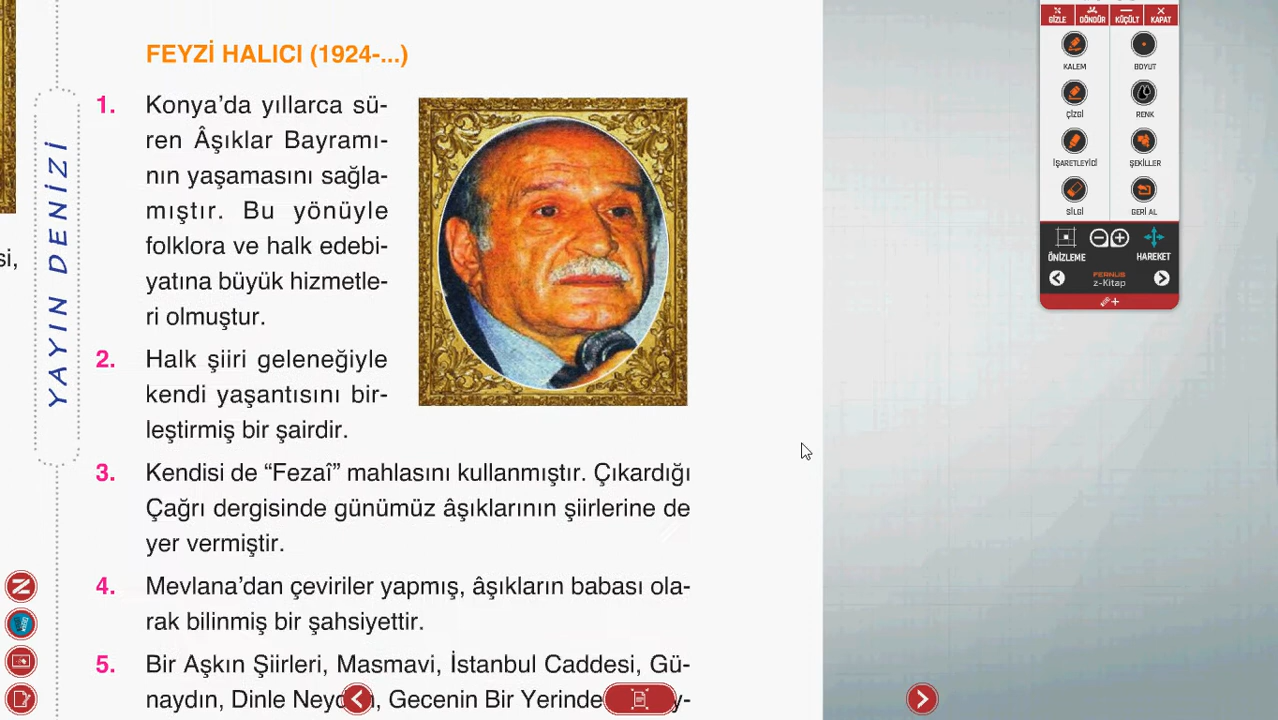 FEYZİ HALICI (1924-...)
1. Konya’da yıllarca sü-
ren Âşıklar Bayramı-
nın yaşamasını sağla-
mıştır. Bu yönüyle
folklora ve halk edebi-
yatına büyük hizmetle-
ri olmuştur.
2. Halk şiiri geleneğiyle
kendi yaşantısını bir-
leştirmiş bir şairdir.
3. Kendisi de “Fezaî” mahlasını kullanmıştır. Çıkardığı
Çağrı dergisinde günümüz âşıklarının şiirlerine de
yer vermiştir.
4. Mevlana’dan çeviriler yapmış, âşıkların babası ola-
rak bilinmiş bir şahsiyettir.
5. Bir Aşkın Şiirleri, Masmavi, İstanbul Caddesi, Gü-
naydın, Dinle Gecenin Bir Yerinde
YAYIN DENİZİ
si,
GİZLE DÖNDÜR KÜÇÜLT KAPAT
KALEM BOYUT
ÇİZGİ RENK
İŞARETLEYİCİ ŞEKİLLER
SİLGİ GERİ AL
ÖNİZLEME HAREKET
FERNUS
z-Kitap